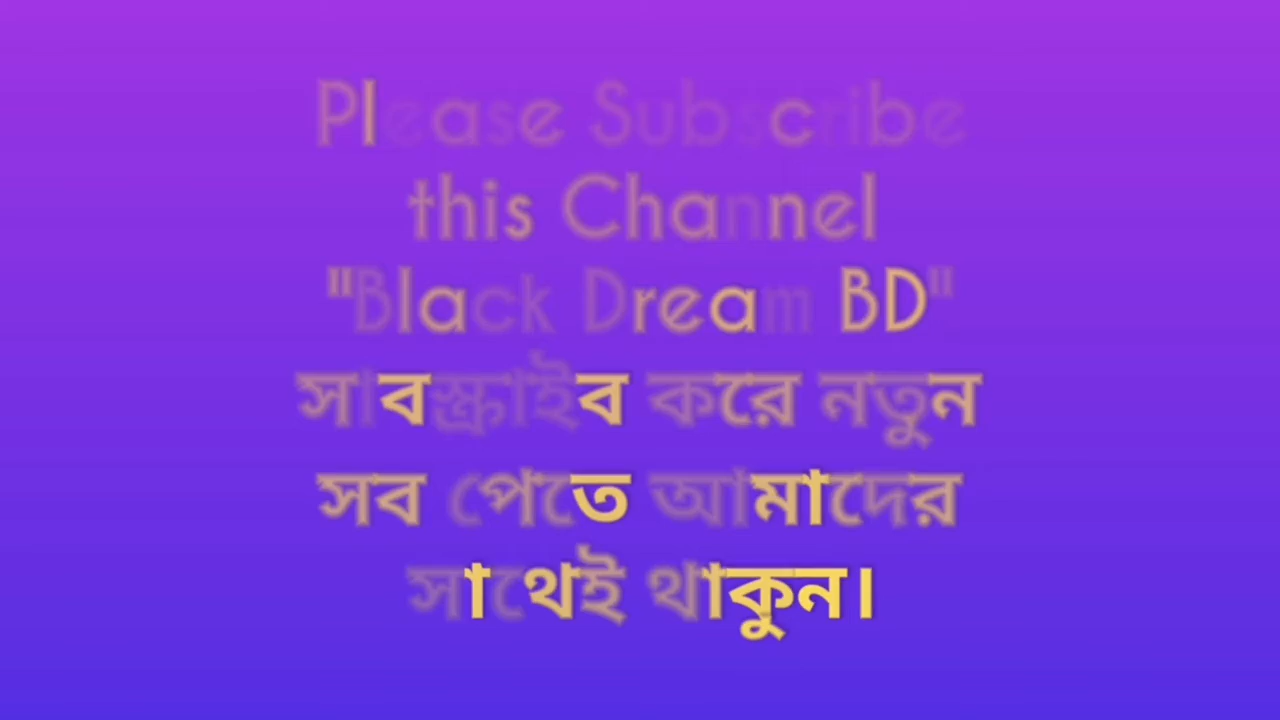 Please Subscribe
this Channel
"Black Dream BD"
সাবস্ক্রাইব করে নতুন
সব পেতে আমাদের
সাথেই থাকুন।